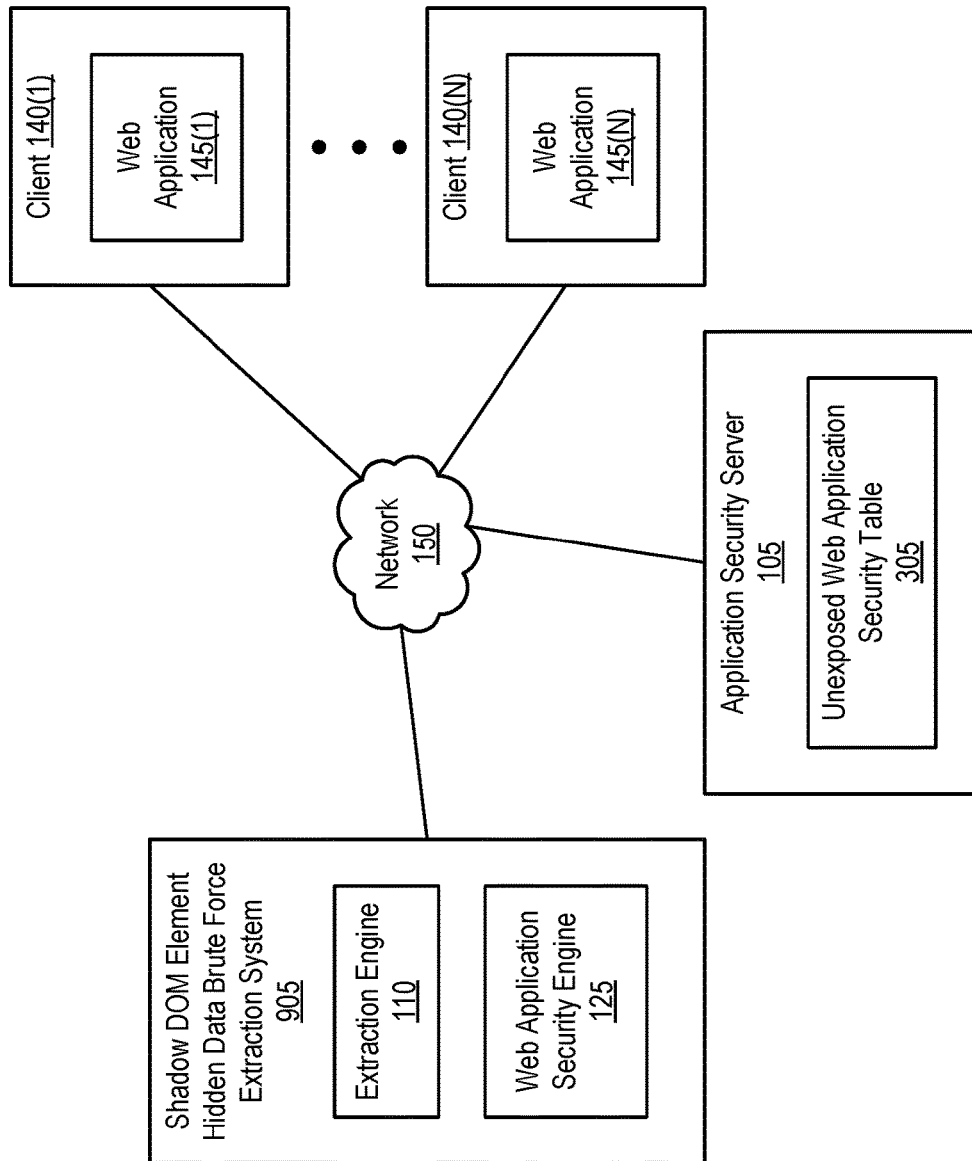 Shadow DOM Element
Hidden Data Brute Force
Extraction System
905
Extraction Engine
110
Web Application
Security Engine
125
Network
150
Client 140(1)
Web
Application
145(1)
Client 140(N)
Web
Application
145(N)
Application Security Server
105
Unexposed Web Application
Security Table
305